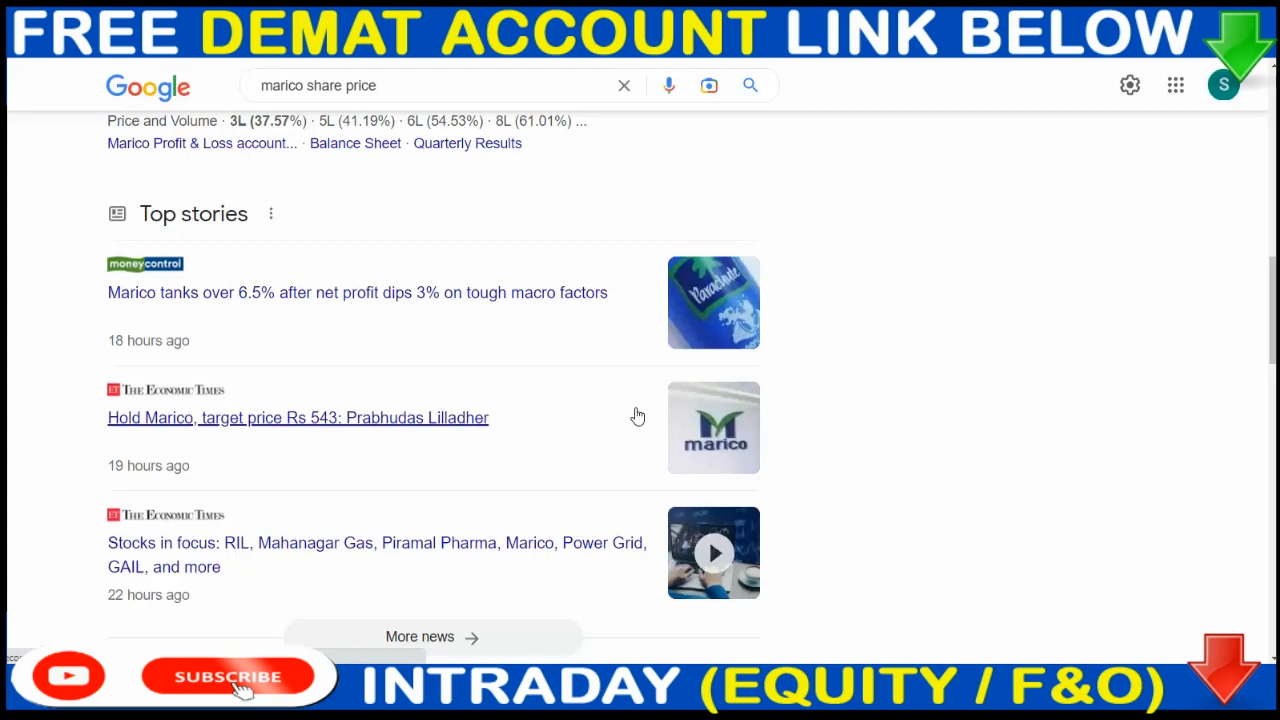 FREE DEMAT ACCOUNT LINK BELOW
Google
marico share price
S
Price and Volume · 3L (37.57%) · 5L (41.19%) · 6L (54.53%) · 8L (61.01%) ...
Marico Profit & Loss account... · Balance Sheet · Quarterly Results
Top stories
moneycontrol
Marico tanks over 6.5% after net profit dips 3% on tough macro factors
18 hours ago
Parachute
ET THE ECONOMIC TIMES
Hold Marico, target price Rs 543: Prabhudas Lilladher
19 hours ago
marico
ET THE ECONOMIC TIMES
Stocks in focus: RIL, Mahanagar Gas, Piramal Pharma, Marico, Power Grid,
GAIL, and more
22 hours ago
More news
SUBSCRIBE
INTRADAY (EQUITY / F&O)